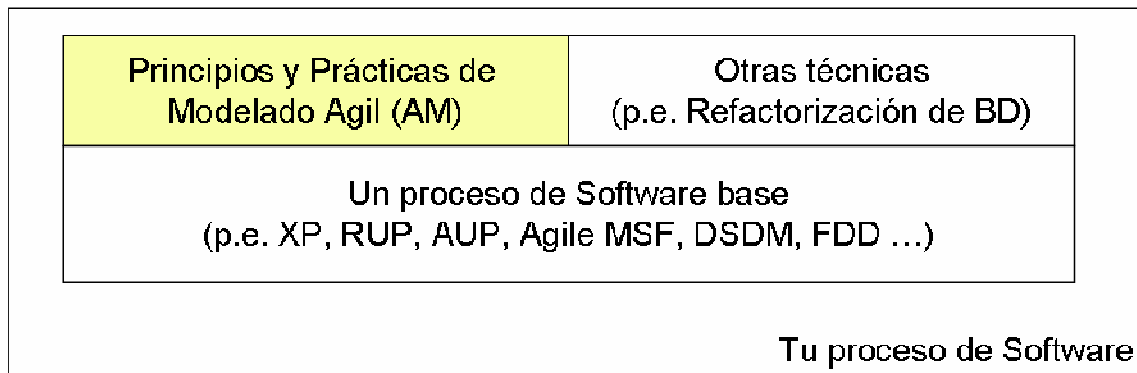 Principios y Prácticas de
Modelado Agil (AM)
Otras técnicas
(p.e. Refactorización de BD)
Un proceso de Software base
(p.e. XP, RUP, AUP, Agile MSF, DSDM, FDD ...)
Tu proceso de Software